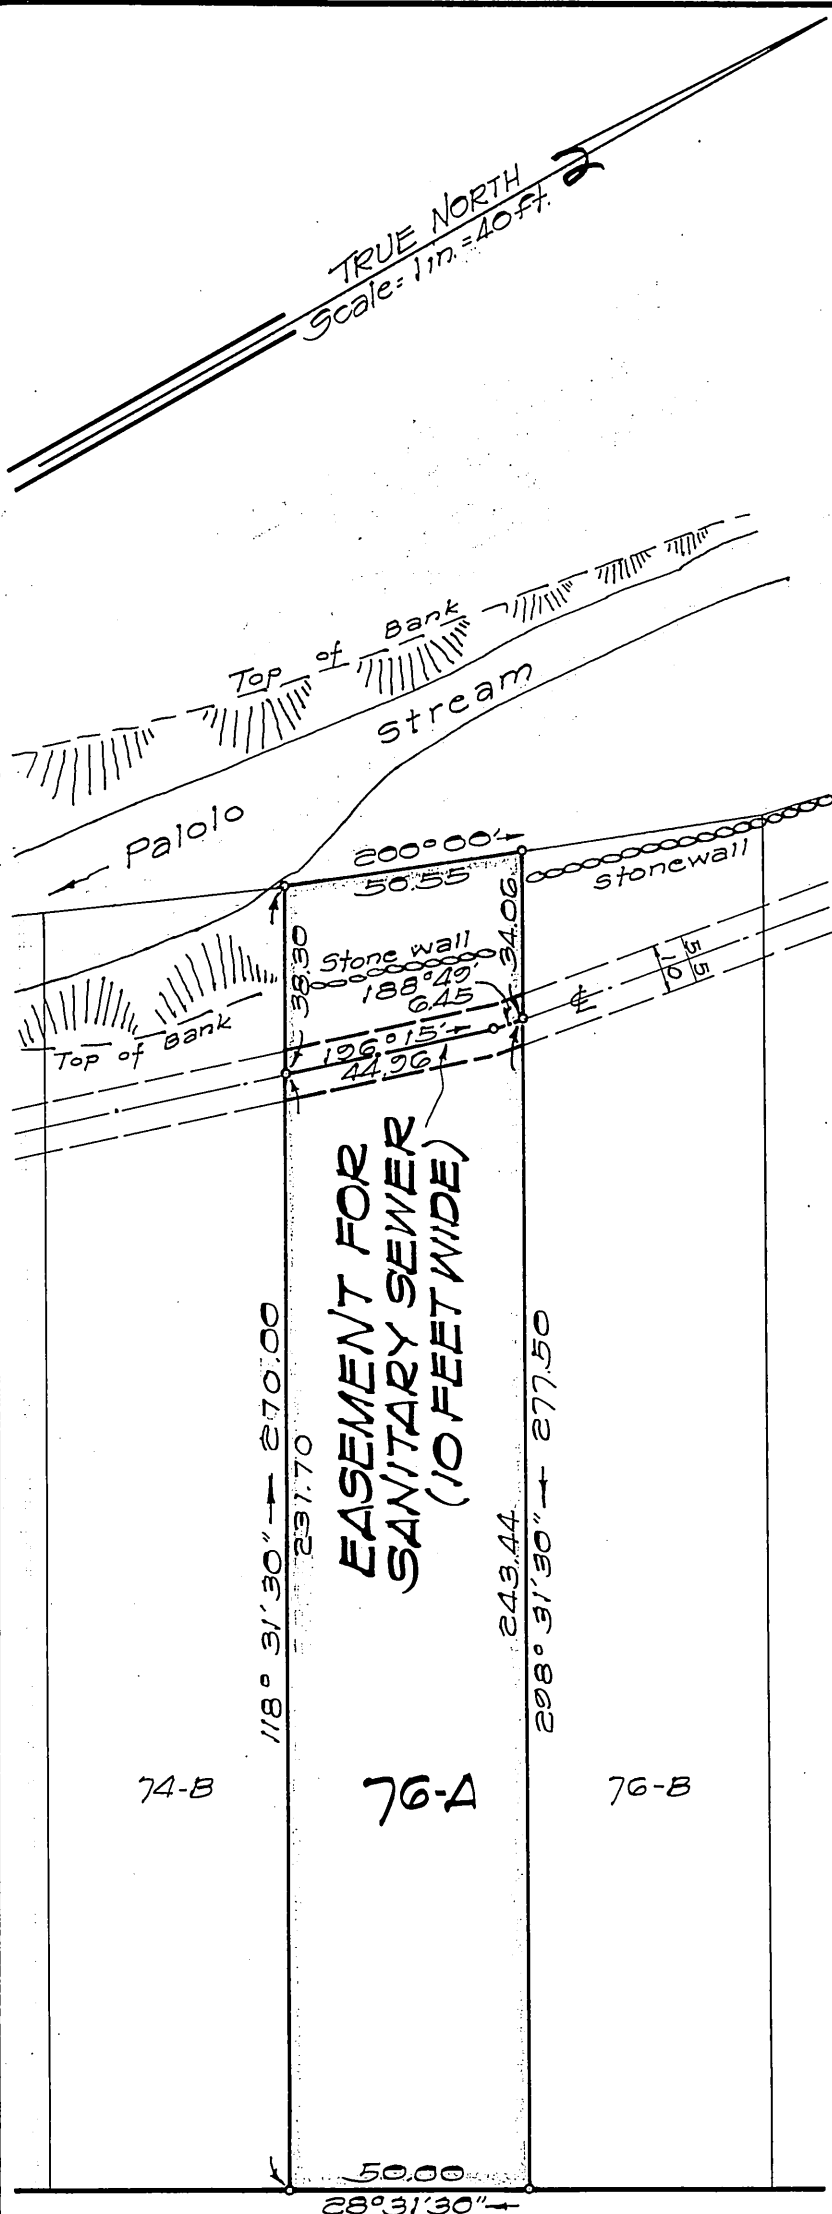 TRUE NORTH
Scale: 1 in.=40ft.
2
Top of Bank
Stream
Palolo
200°00'
50.55
Stonewall
38.30
34.06
Stone wall
188°49'
6.45
5 5
10
℄
Top of Bank
196°15'
44.96
EASEMENT FOR
SANITARY SEWER
(10 FEET WIDE)
118° 31' 30" 270.00
231.70
243.44
298° 31' 30" 277.50
74-B
76-A
76-B
50.00
28°31'30"